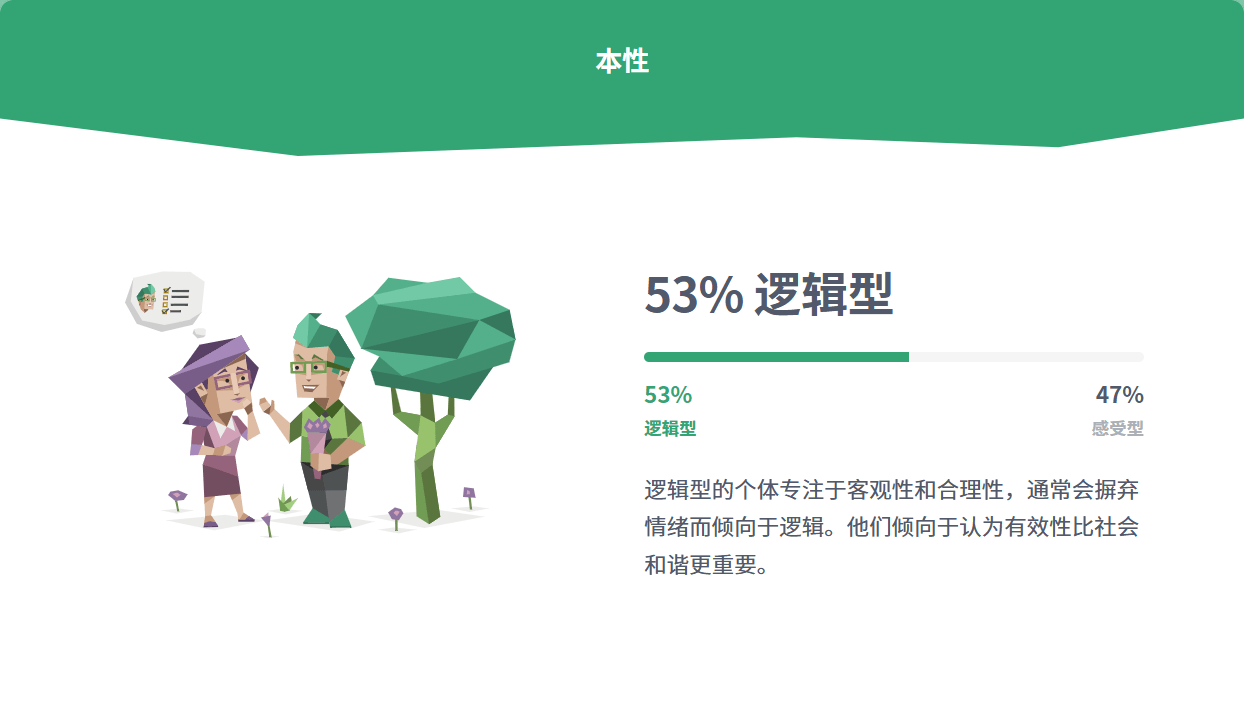 本性
53% 逻辑型
53%
47%
逻辑型
感受型
逻辑型的个体专注于客观性和合理性，通常会摒弃
情绪而倾向于逻辑。他们倾向于认为有效性比社会
和谐更重要。